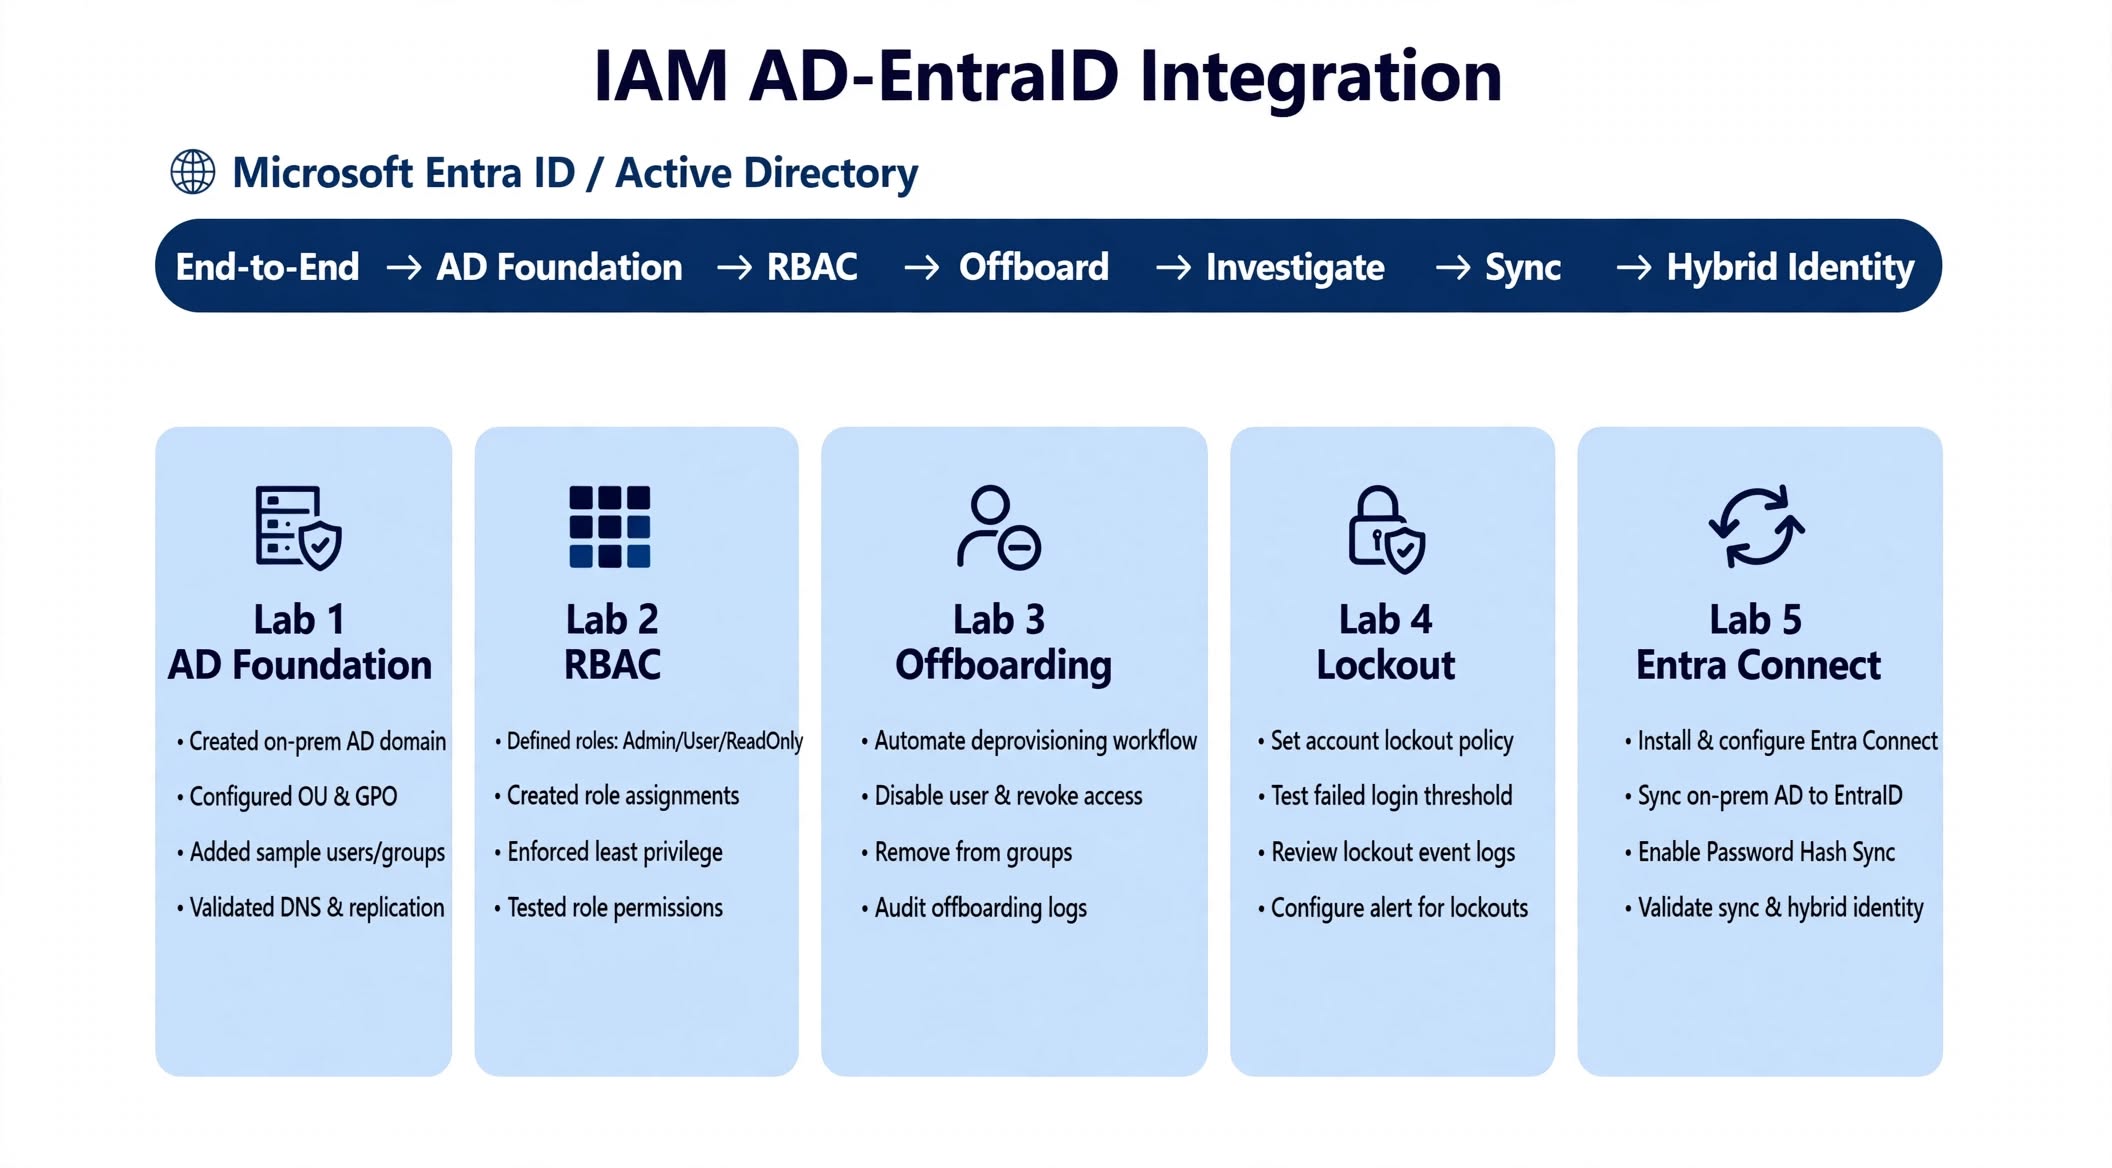 IAM AD-EntraID Integration
Microsoft Entra ID / Active Directory
End-to-End → AD Foundation → RBAC → Offboard → Investigate → Sync → Hybrid Identity
Lab 1
AD Foundation
• Created on-prem AD domain
• Configured OU & GPO
• Added sample users/groups
• Validated DNS & replication
Lab 2
RBAC
• Defined roles: Admin/User/ReadOnly
• Created role assignments
• Enforced least privilege
• Tested role permissions
Lab 3
Offboarding
• Automate deprovisioning workflow
• Disable user & revoke access
• Remove from groups
• Audit offboarding logs
Lab 4
Lockout
• Set account lockout policy
• Test failed login threshold
• Review lockout event logs
• Configure alert for lockouts
Lab 5
Entra Connect
• Install & configure Entra Connect
• Sync on-prem AD to EntraID
• Enable Password Hash Sync
• Validate sync & hybrid identity